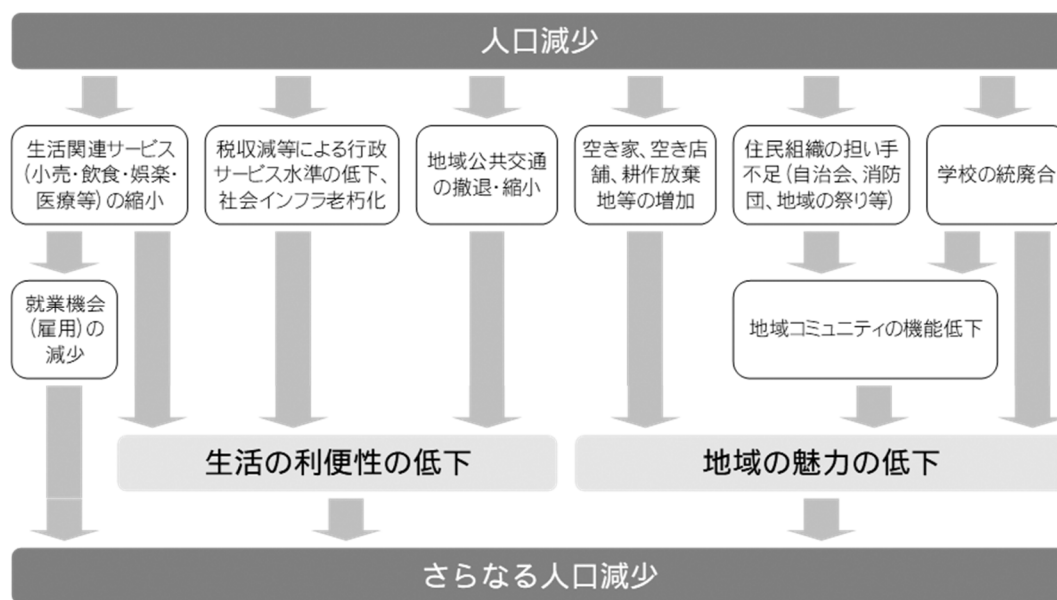 人口減少
生活関連サービス
(小売・飲食・娯楽・
医療等)の縮小
税収減等による行政
サービス水準の低下、
社会インフラ老朽化
地域公共交通
の撤退・縮小
空き家、空き店
舗、耕作放棄
地等の増加
住民組織の担い手
不足(自治会、消防
団、地域の祭り等)
学校の統廃合
就業機会
(雇用)の
減少
地域コミュニティの機能低下
生活の利便性の低下
地域の魅力の低下
さらなる人口減少